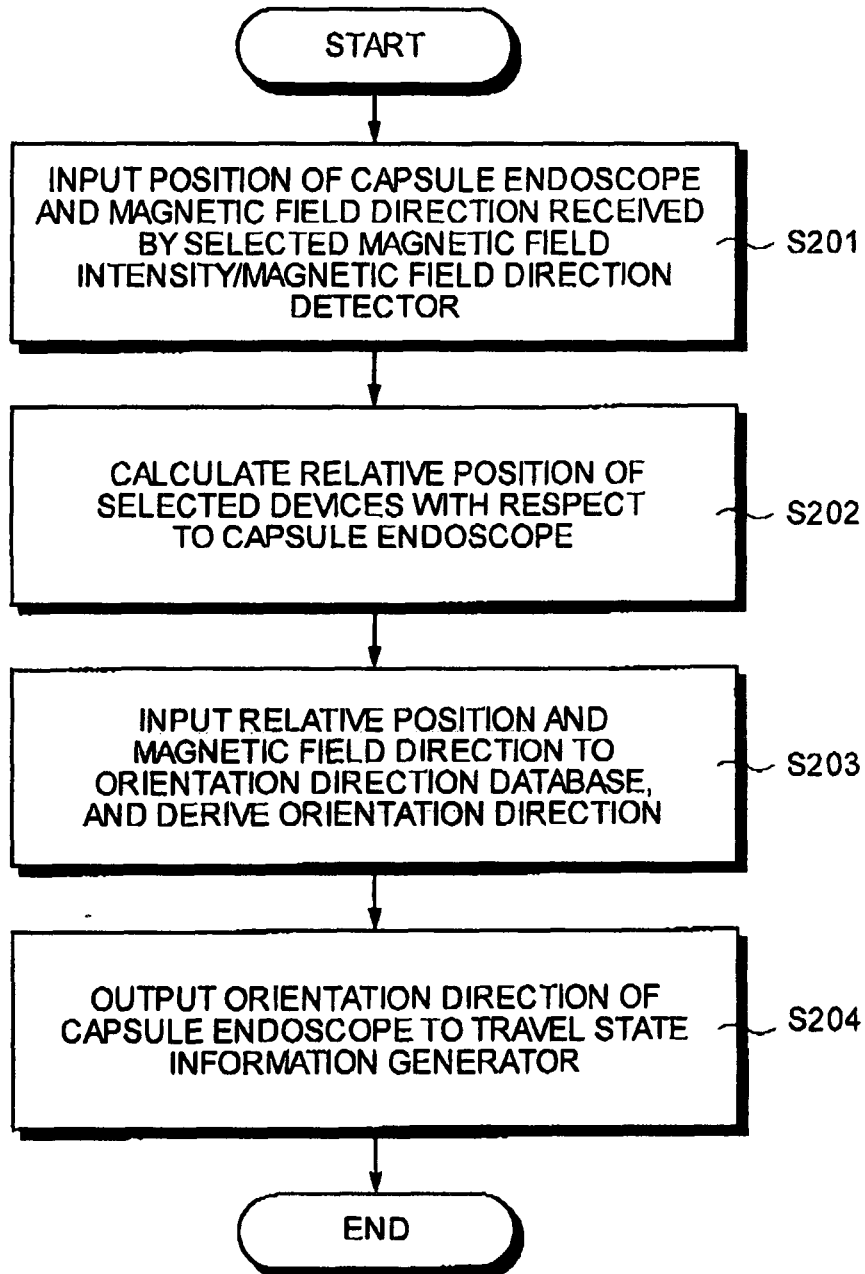 START
INPUT POSITION OF CAPSULE ENDOSCOPE
AND MAGNETIC FIELD DIRECTION RECEIVED
BY SELECTED MAGNETIC FIELD
INTENSITY/MAGNETIC FIELD DIRECTION
DETECTOR
S201
CALCULATE RELATIVE POSITION OF
SELECTED DEVICES WITH RESPECT
TO CAPSULE ENDOSCOPE
S202
INPUT RELATIVE POSITION AND
MAGNETIC FIELD DIRECTION TO
ORIENTATION DIRECTION DATABASE,
AND DERIVE ORIENTATION DIRECTION
S203
OUTPUT ORIENTATION DIRECTION OF
CAPSULE ENDOSCOPE TO TRAVEL STATE
INFORMATION GENERATOR
S204
END